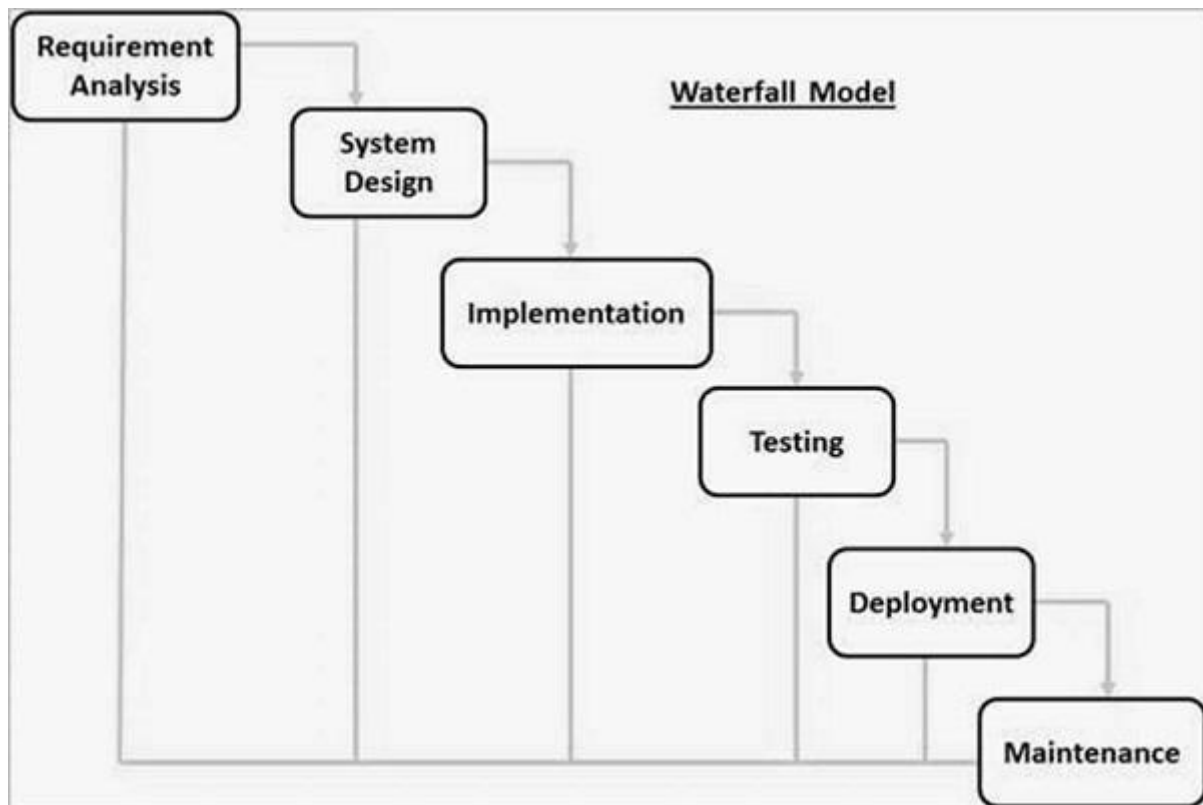 Requirement
Analysis
Waterfall Model
System
Design
Implementation
Testing
Deployment
Maintenance